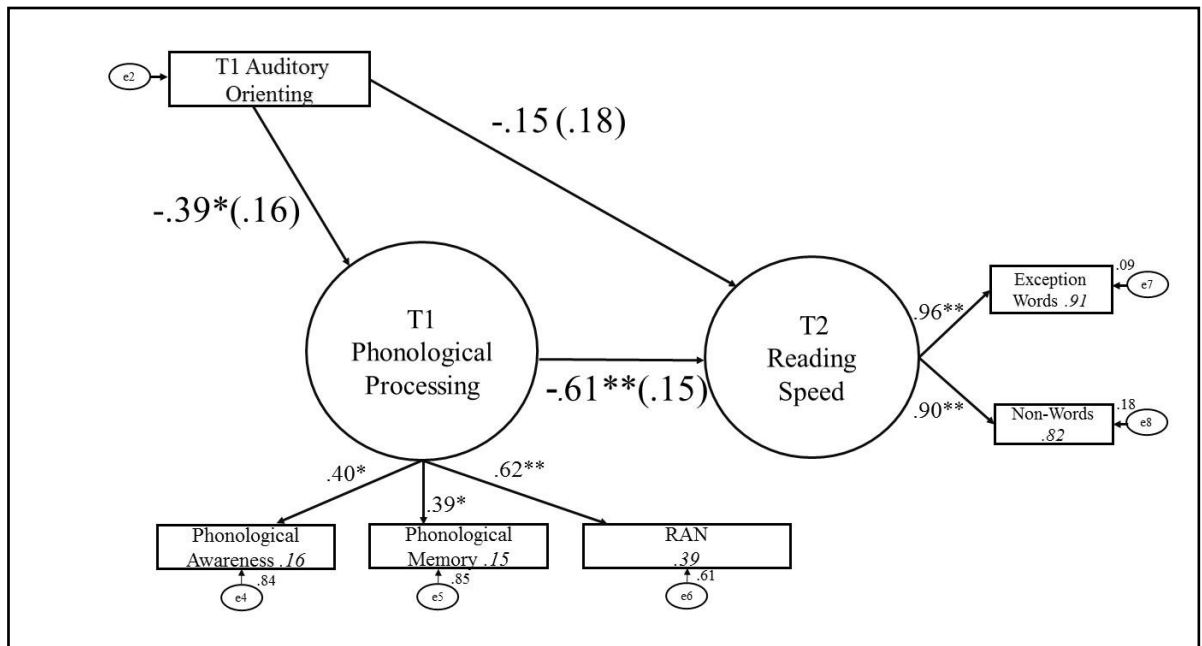 e2
T1 Auditory
Orienting
-.15 (.18)
-.39*(.16)
T1
Phonological
Processing
T2
Reading
Speed
-.61**(.15)
.96**
.90**
Exception
Words .91
.09
e7
Non-Words
.82
.18
e8
.40*
.39*
.62**
Phonological
Awareness .16
Phonological
Memory .15
RAN
.39
e4
.84
e5
.85
e6
.61